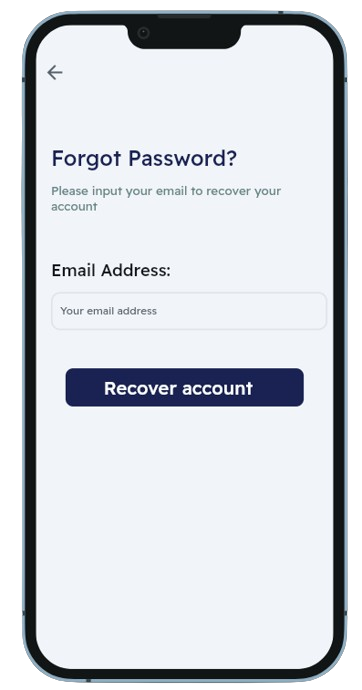 Forgot Password?
Please input your email to recover your
account
Email Address:
Your email address
Recover account